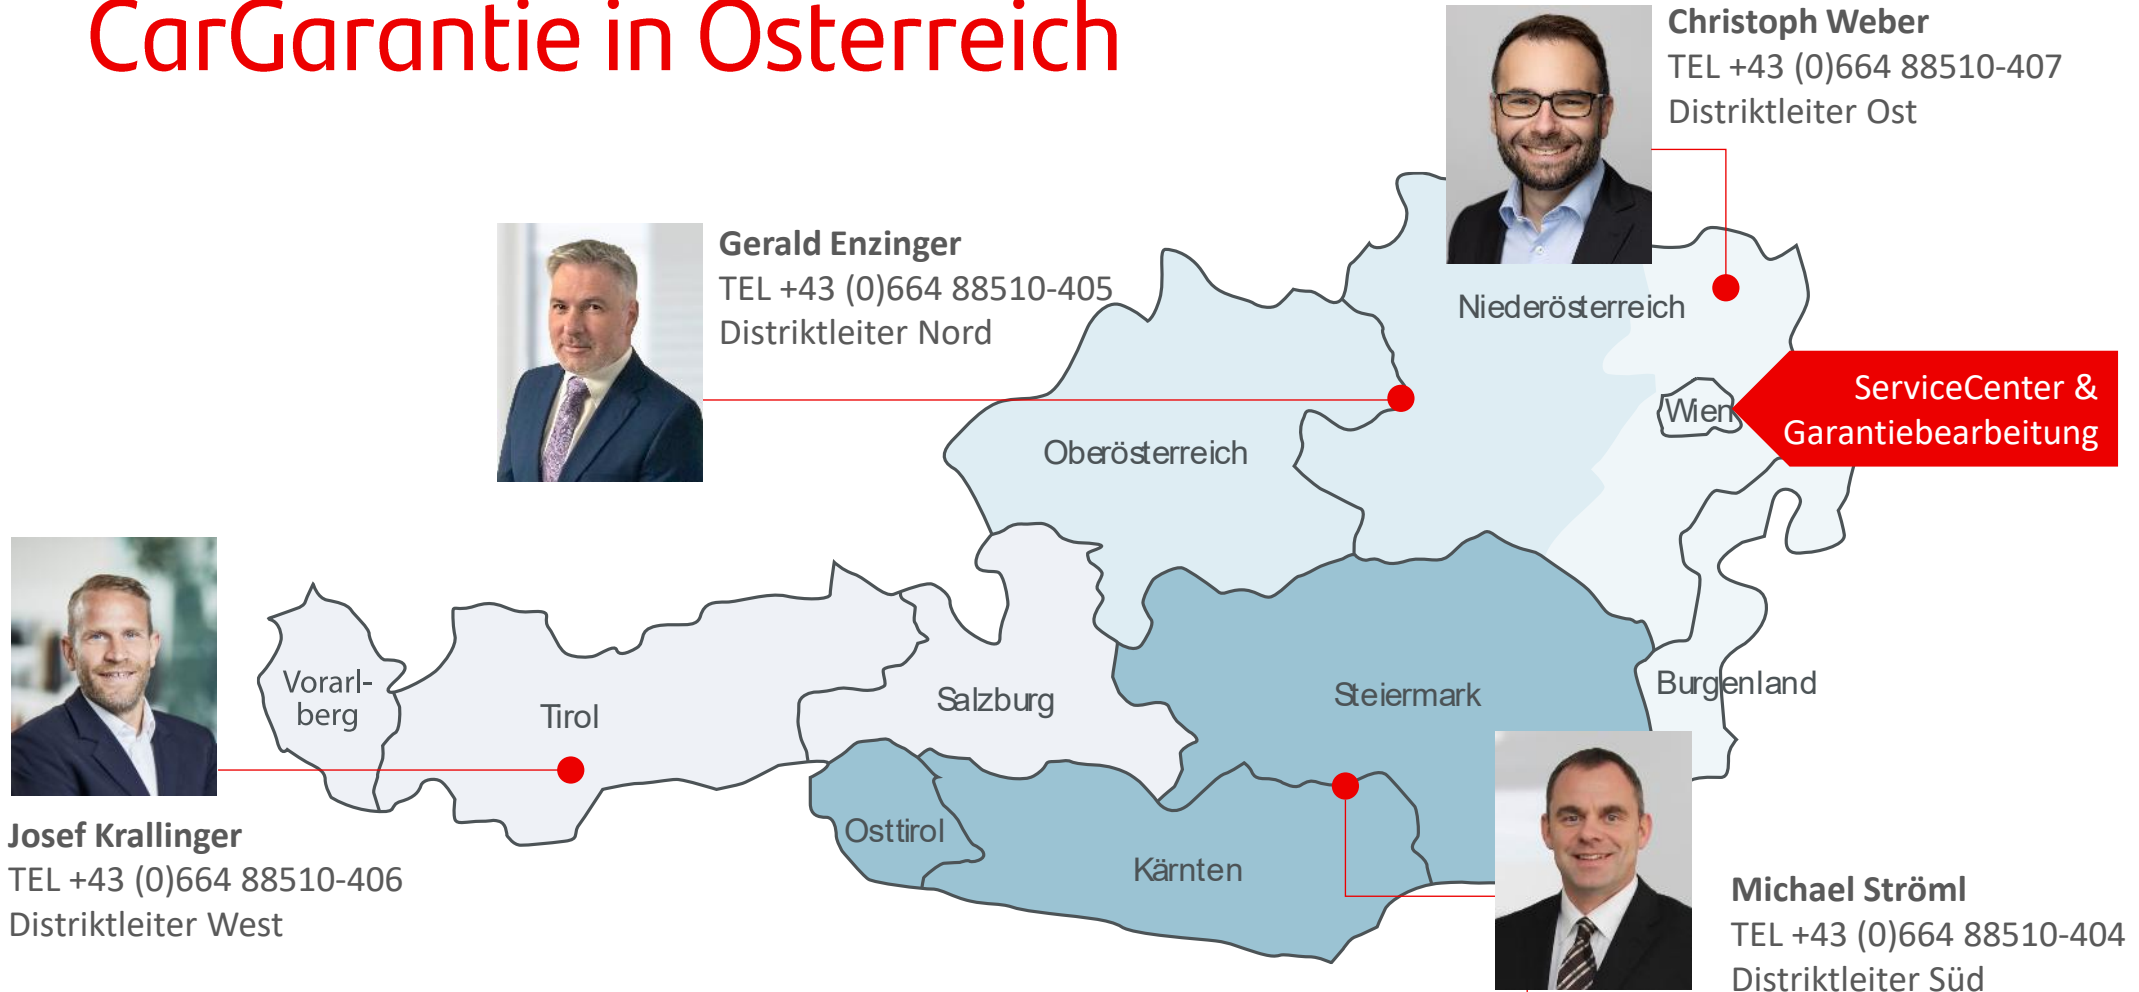 CarGarantie in Österreich
Christoph Weber
TEL +43 (0)664 88510-407
Distriktleiter Ost
Gerald Enzinger
TEL +43 (0)664 88510-405
Distriktleiter Nord
Niederösterreich
ServiceCenter &
Garantiebearbeitung
Wien
Oberösterreich
Vorarl-
berg
Tirol
Salzburg
Steiermark
Burgenland
Osttirol
Kärnten
Josef Krallinger
TEL +43 (0)664 88510-406
Distriktleiter West
Michael Ströml
TEL +43 (0)664 88510-404
Distriktleiter Süd